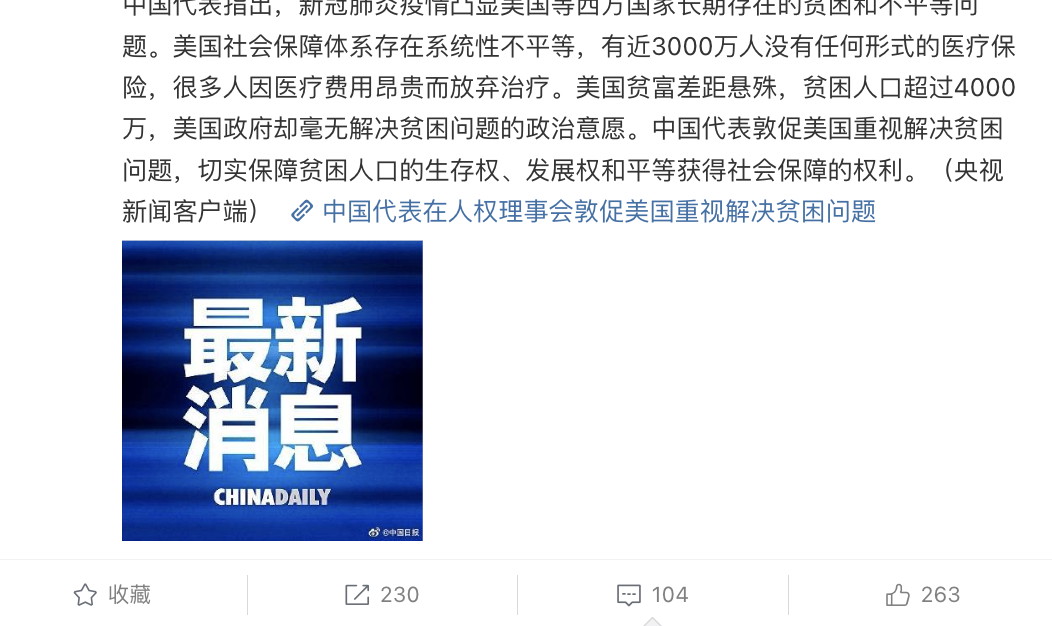 中国代表指出，新冠肺炎疫情凸显美国等西方国家长期存在的贫困和不平等问
题。美国社会保障体系存在系统性不平等，有近3000万人没有任何形式的医疗保
险，很多人因医疗费用昂贵而放弃治疗。美国贫富差距悬殊，贫困人口超过4000
万，美国政府却毫无解决贫困问题的政治意愿。中国代表敦促美国重视解决贫困
问题，切实保障贫困人口的生存权、发展权和平等获得社会保障的权利。（央视
新闻客户端） 中国代表在人权理事会敦促美国重视解决贫困问题
最新
消息
CHINADAILY
@中国日报
收藏 230 104 263